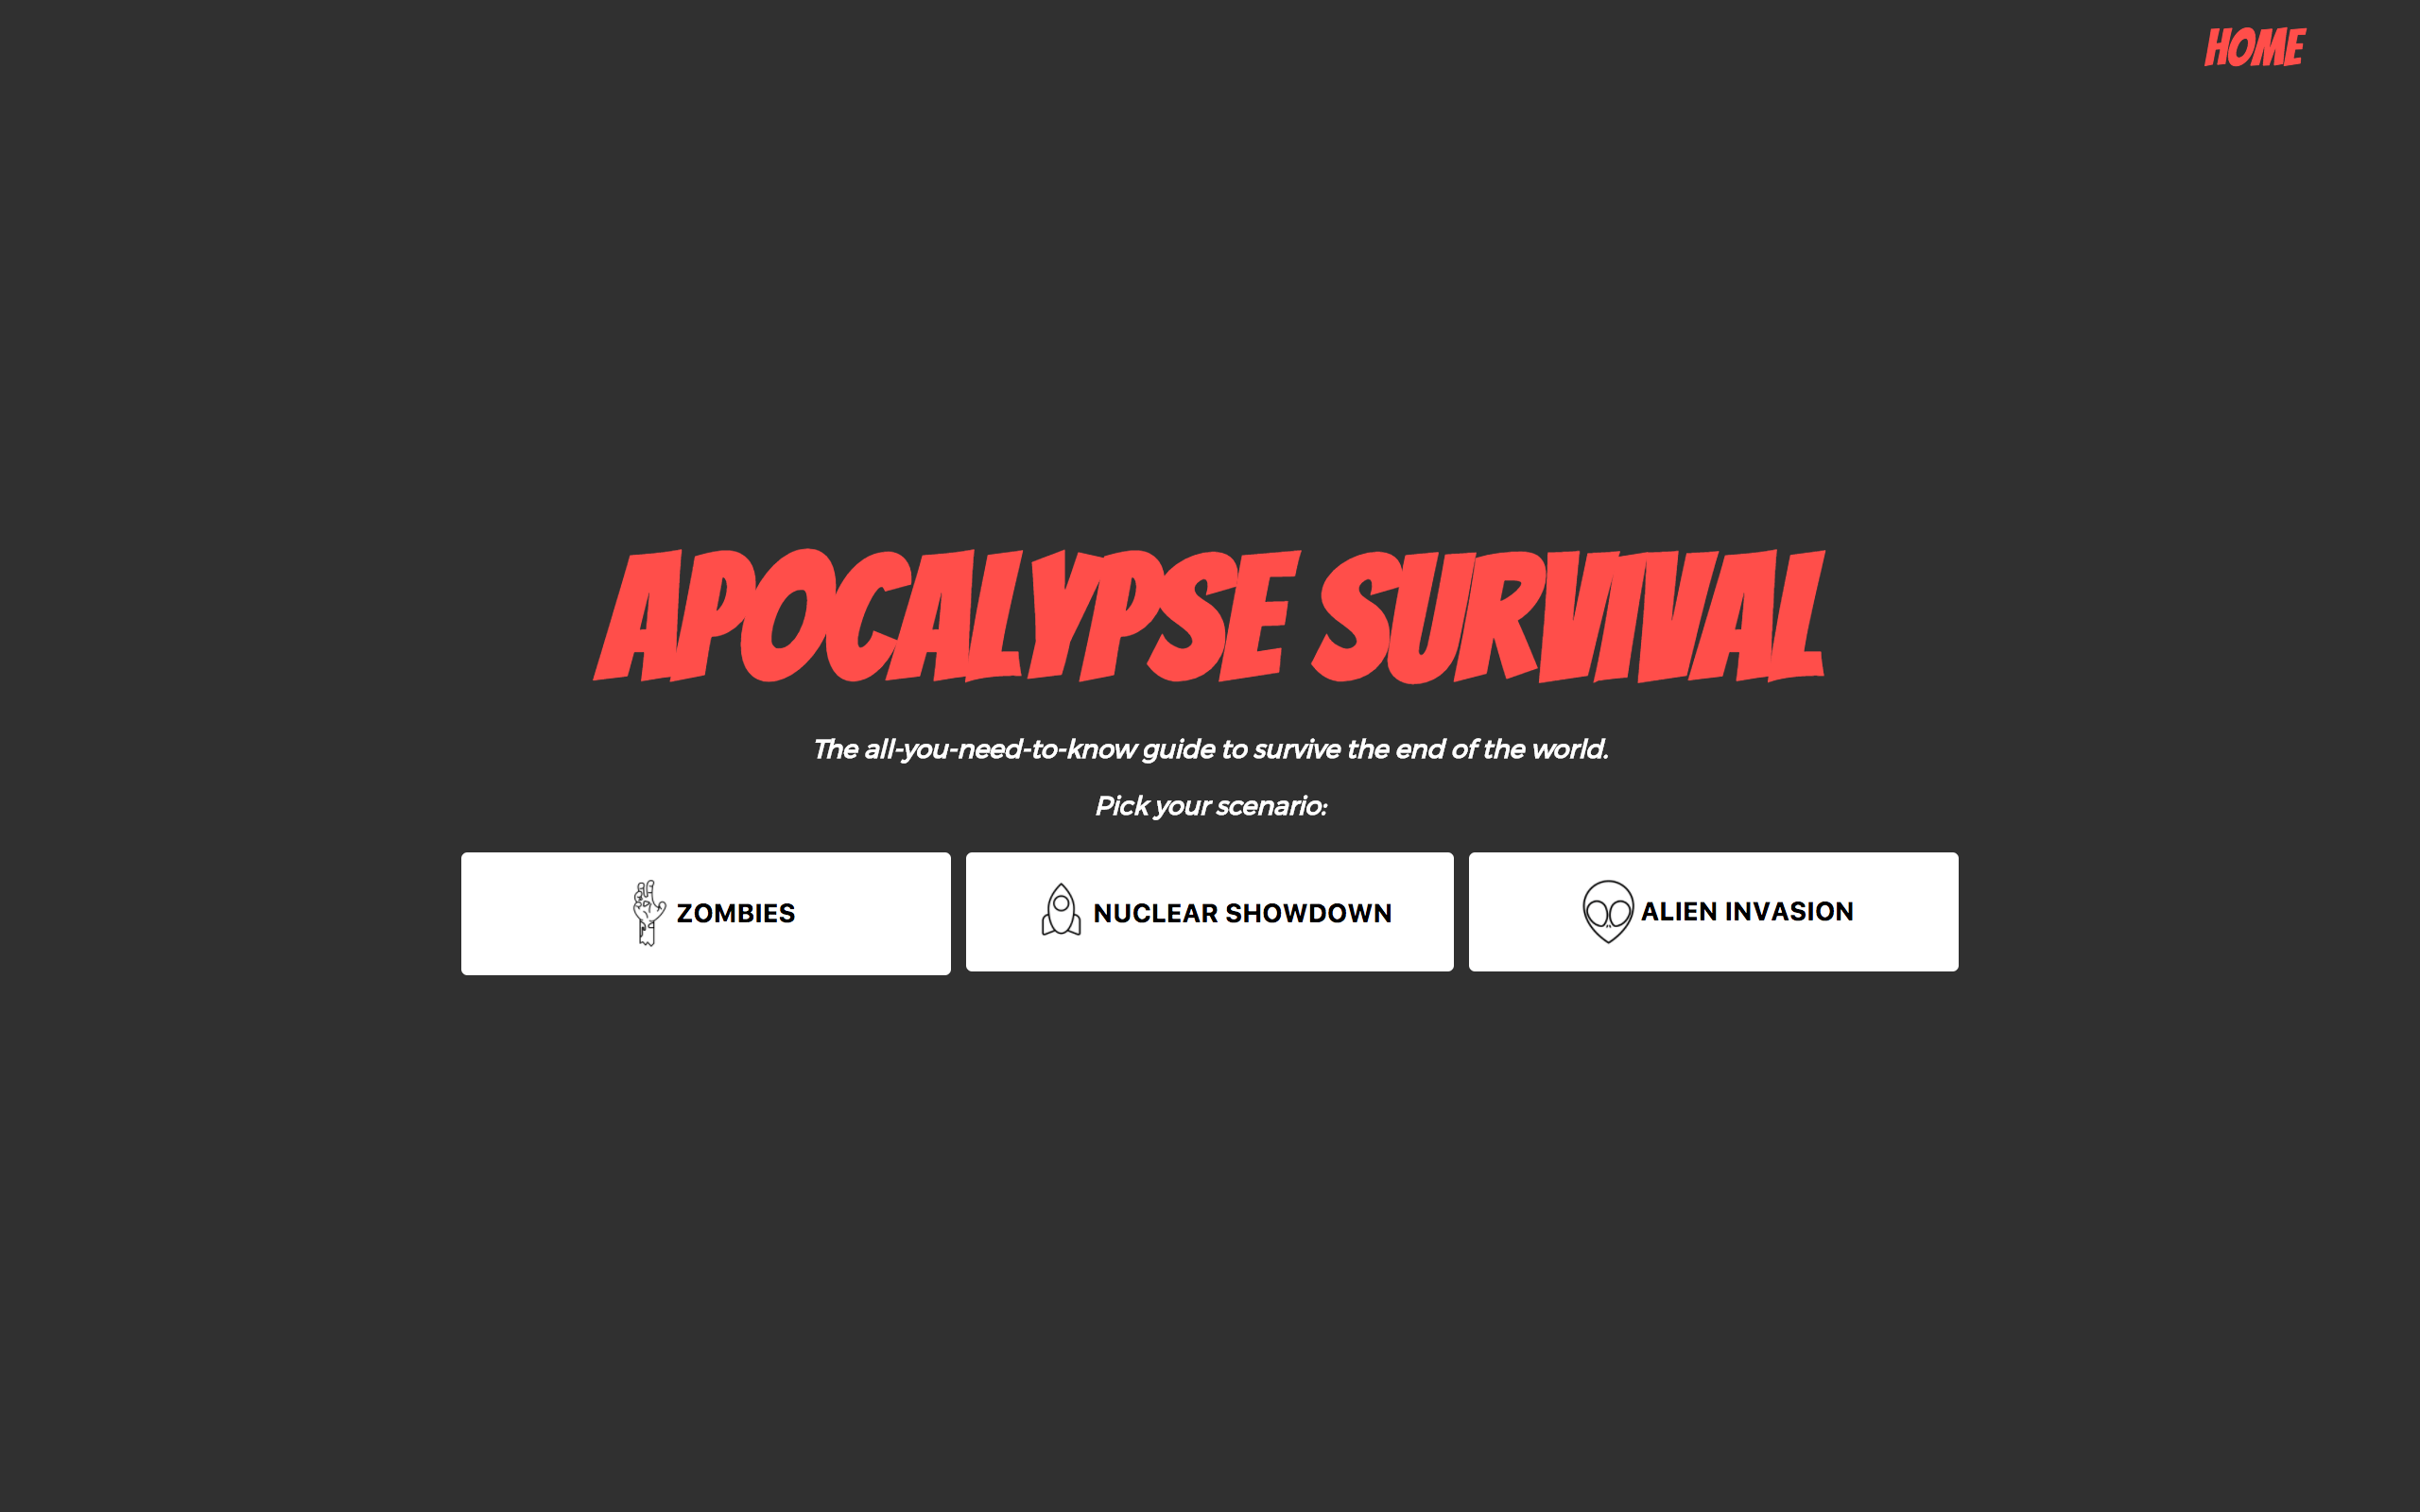 HOME
APOCALYPSE SURVIVAL
The all-you-need-to-know guide to survive the end of the world.
Pick your scenario:
ZOMBIES
NUCLEAR SHOWDOWN
ALIEN INVASION